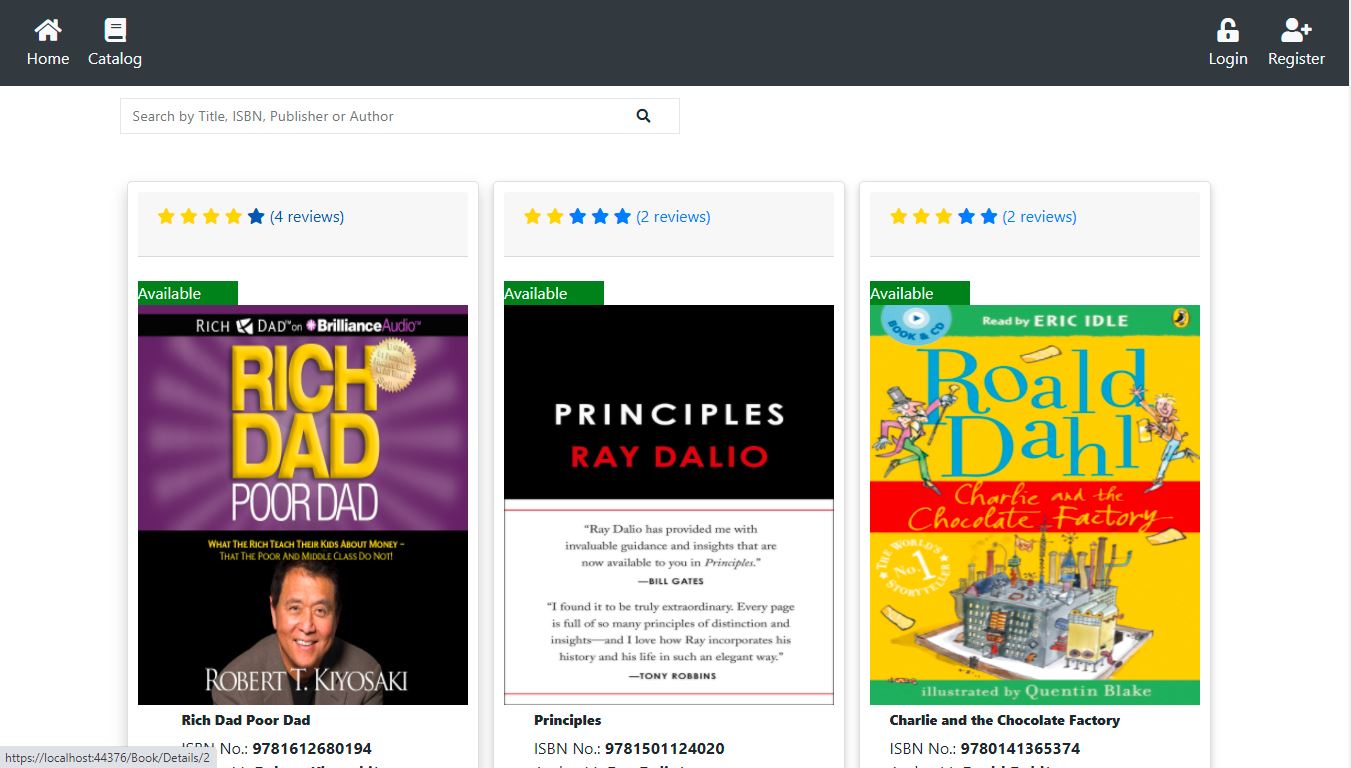 Home
Catalog
Login
Register
Search by Title, ISBN, Publisher or Author
(4 reviews)
Available
RICH DAD™ on BrillianceAudio™
RICH
DAD
POOR DAD
WHAT THE RICH TEACH THEIR KIDS ABOUT MONEY –
THAT THE POOR AND MIDDLE CLASS DO NOT!
ROBERT T. KIYOSAKI
Rich Dad Poor Dad
ISBN No.: 9781612680194
(2 reviews)
Available
PRINCIPLES
RAY DALIO
“Ray Dalio has provided me with
invaluable guidance and insights that are
now available to you in Principles.”
—BILL GATES
“I found it to be truly extraordinary. Every page
is full of so many principles of distinction and
insights—and I love how Ray incorporates his
history and his life in such an elegant way.”
—TONY ROBBINS
Principles
ISBN No.: 9781501124020
(2 reviews)
Available
BOOK & CD
Read by ERIC IDLE
Roald
Dahl
Charlie and the
Chocolate Factory
THE WORLD'S
No. 1
STORYTELLER
illustrated by Quentin Blake
Charlie and the Chocolate Factory
ISBN No.: 9780141365374
https://localhost:44376/Book/Details/2